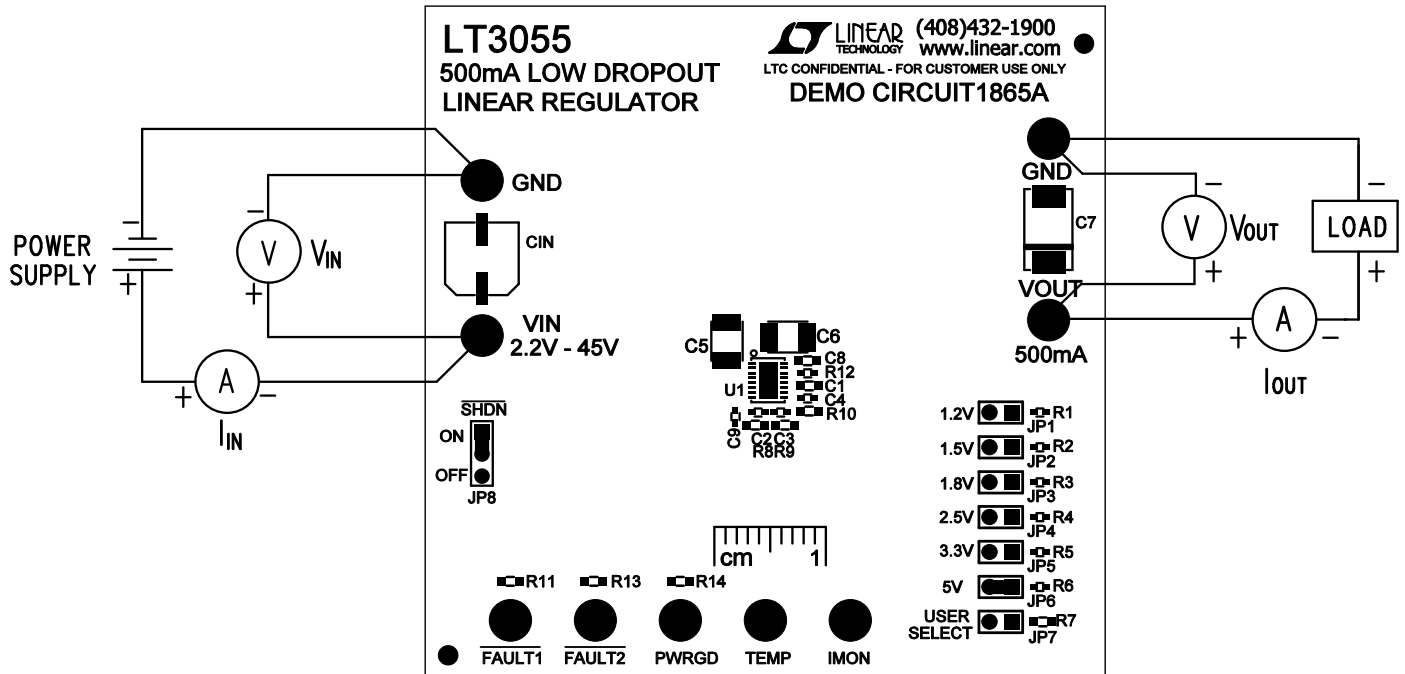 LT3055
500mA LOW DROPOUT
LINEAR REGULATOR
LINEAR
TECHNOLOGY
(408)432-1900
www.linear.com
LTC CONFIDENTIAL - FOR CUSTOMER USE ONLY
DEMO CIRCUIT1865A
GND
CIN
VIN
2.2V - 45V
POWER
SUPPLY
-
+
-
V
VIN
+
+
A
-
IIN
SHDN
ON
OFF
JP8
GND
C7
VOUT
500mA
-
V
VOUT
+
-
LOAD
+
+
A
-
IOUT
C5
C6
U1
C8
R12
C1
C4
R10
C9
C2
C3
R8
R9
1.2V
R1
JP1
1.5V
R2
JP2
1.8V
R3
JP3
2.5V
R4
JP4
3.3V
R5
JP5
5V
R6
JP6
USER
SELECT
R7
JP7
cm
1
R11
R13
R14
FAULT1
FAULT2
PWRGD
TEMP
IMON